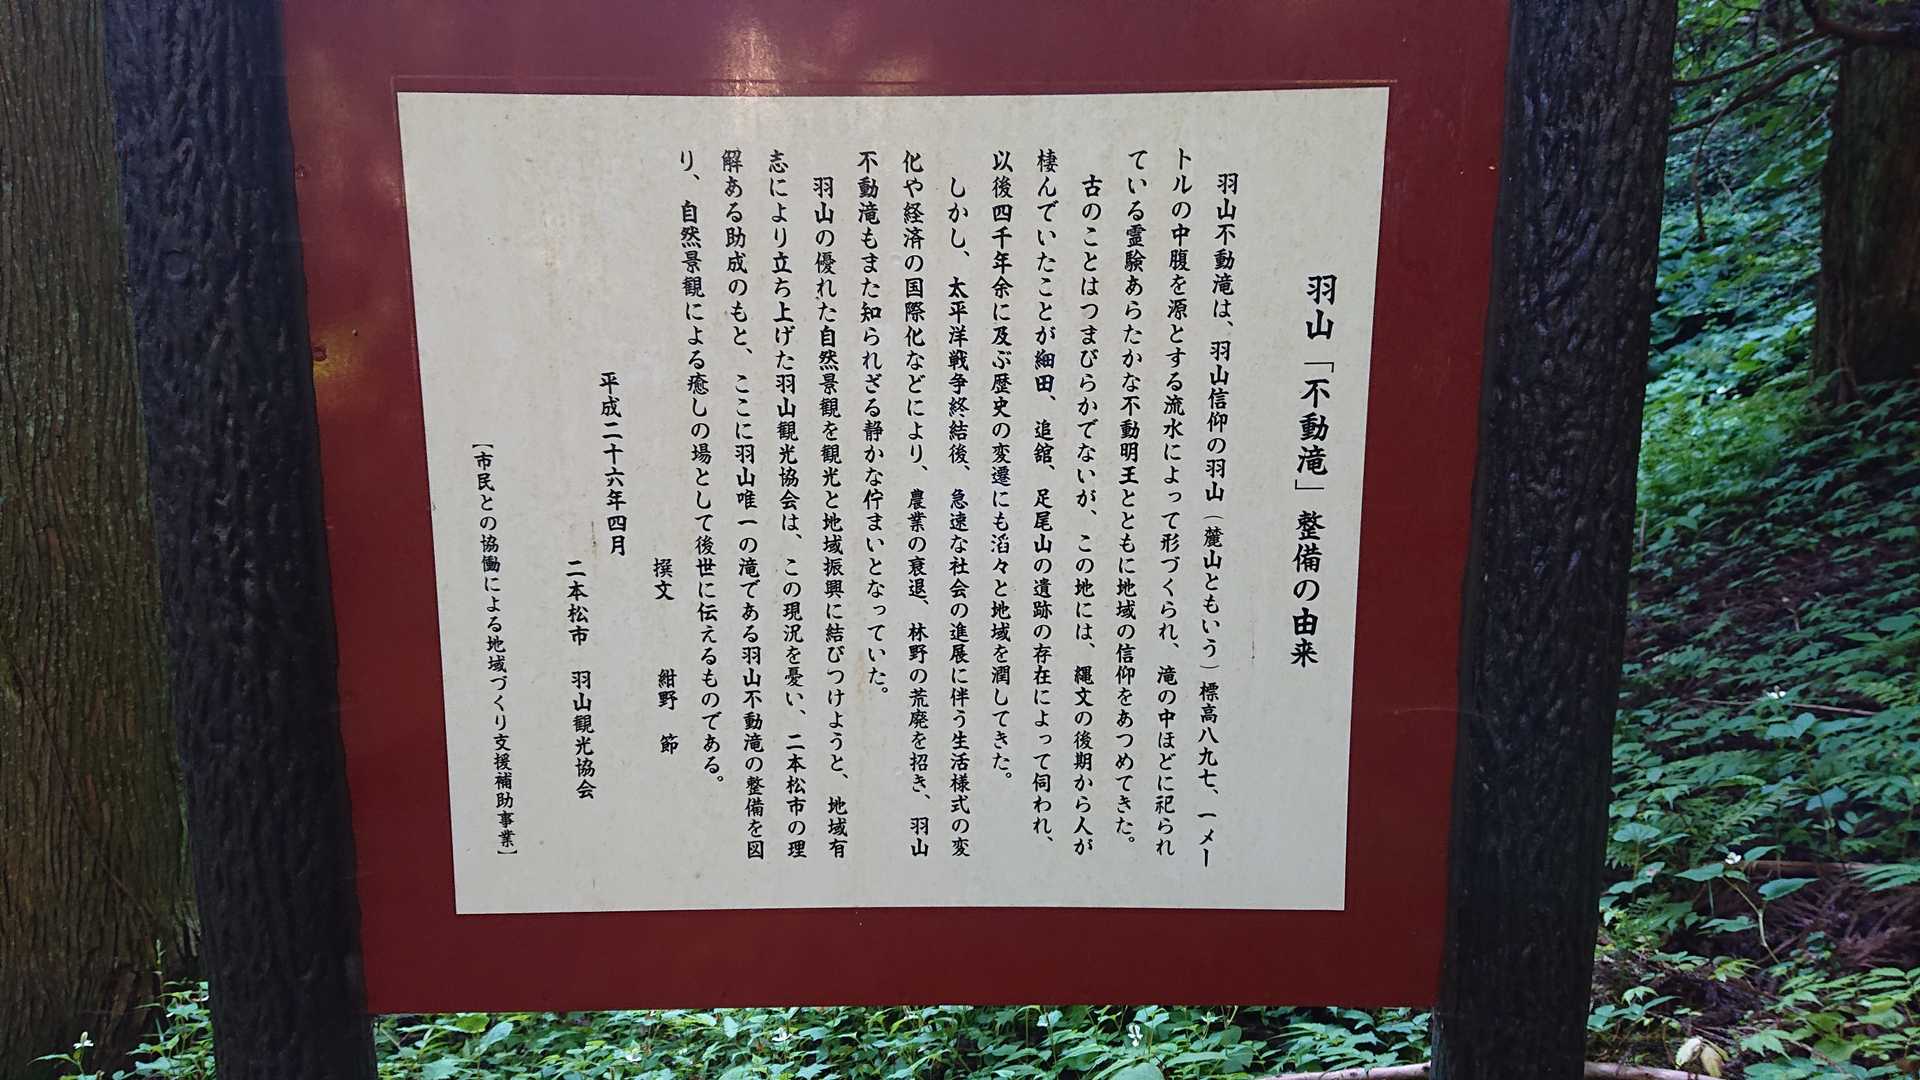 羽山「不動滝」整備の由来
羽山不動滝は、羽山信仰の羽山（麓山ともいう）標高八九七、一メー
トルの中腹を源とする流水によって形づくられ、滝の中ほどに祀られ
ている霊験あらたかな不動明王とともに地域の信仰をあつめてきた。
古のことはつまびらかでないが、この地には、縄文の後期から人が
棲んでいたことが細田、追舘、足尾山の遺跡の存在によって伺われ、
以後四千年余に及ぶ歴史の変遷にも滔々と地域を潤してきた。
しかし、太平洋戦争終結後、急速な社会の進展に伴う生活様式の変
化や経済の国際化などにより、農業の衰退、林野の荒廃を招き、羽山
不動滝もまた知られざる静かな佇まいとなっていた。
羽山の優れた自然景観を観光と地域振興に結びつけようと、地域有
志により立ち上げた羽山観光協会は、この現況を憂い、二本松市の理
解ある助成のもと、ここに羽山唯一の滝である羽山不動滝の整備を図
り、自然景観による癒しの場として後世に伝えるものである。
撰文　紺野　節
平成二十六年四月
二本松市　羽山観光協会
［市民との協働による地域づくり支援補助事業］